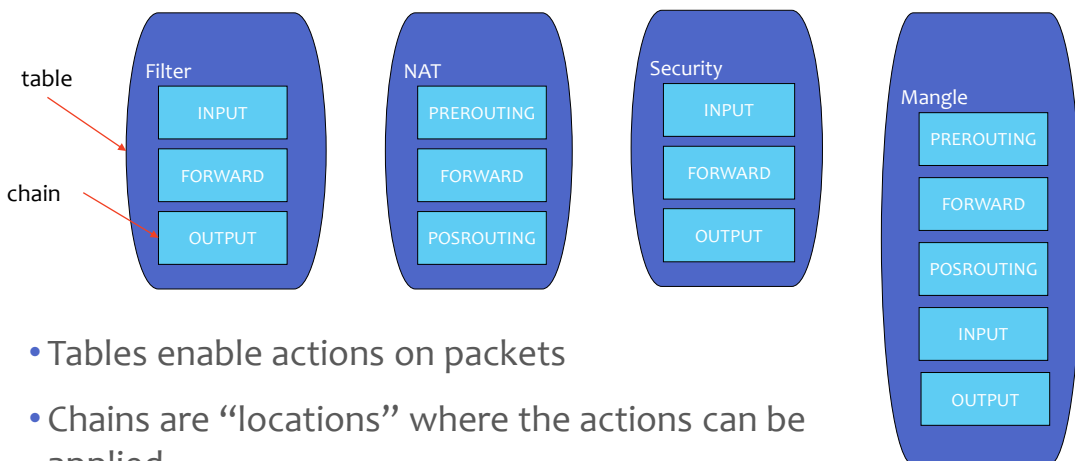 table
chain
Filter
INPUT
FORWARD
OUTPUT
NAT
PREROUTING
FORWARD
POSROUTING
Security
INPUT
FORWARD
OUTPUT
Mangle
PREROUTING
FORWARD
POSROUTING
INPUT
OUTPUT
• Tables enable actions on packets
• Chains are “locations” where the actions can be
applied